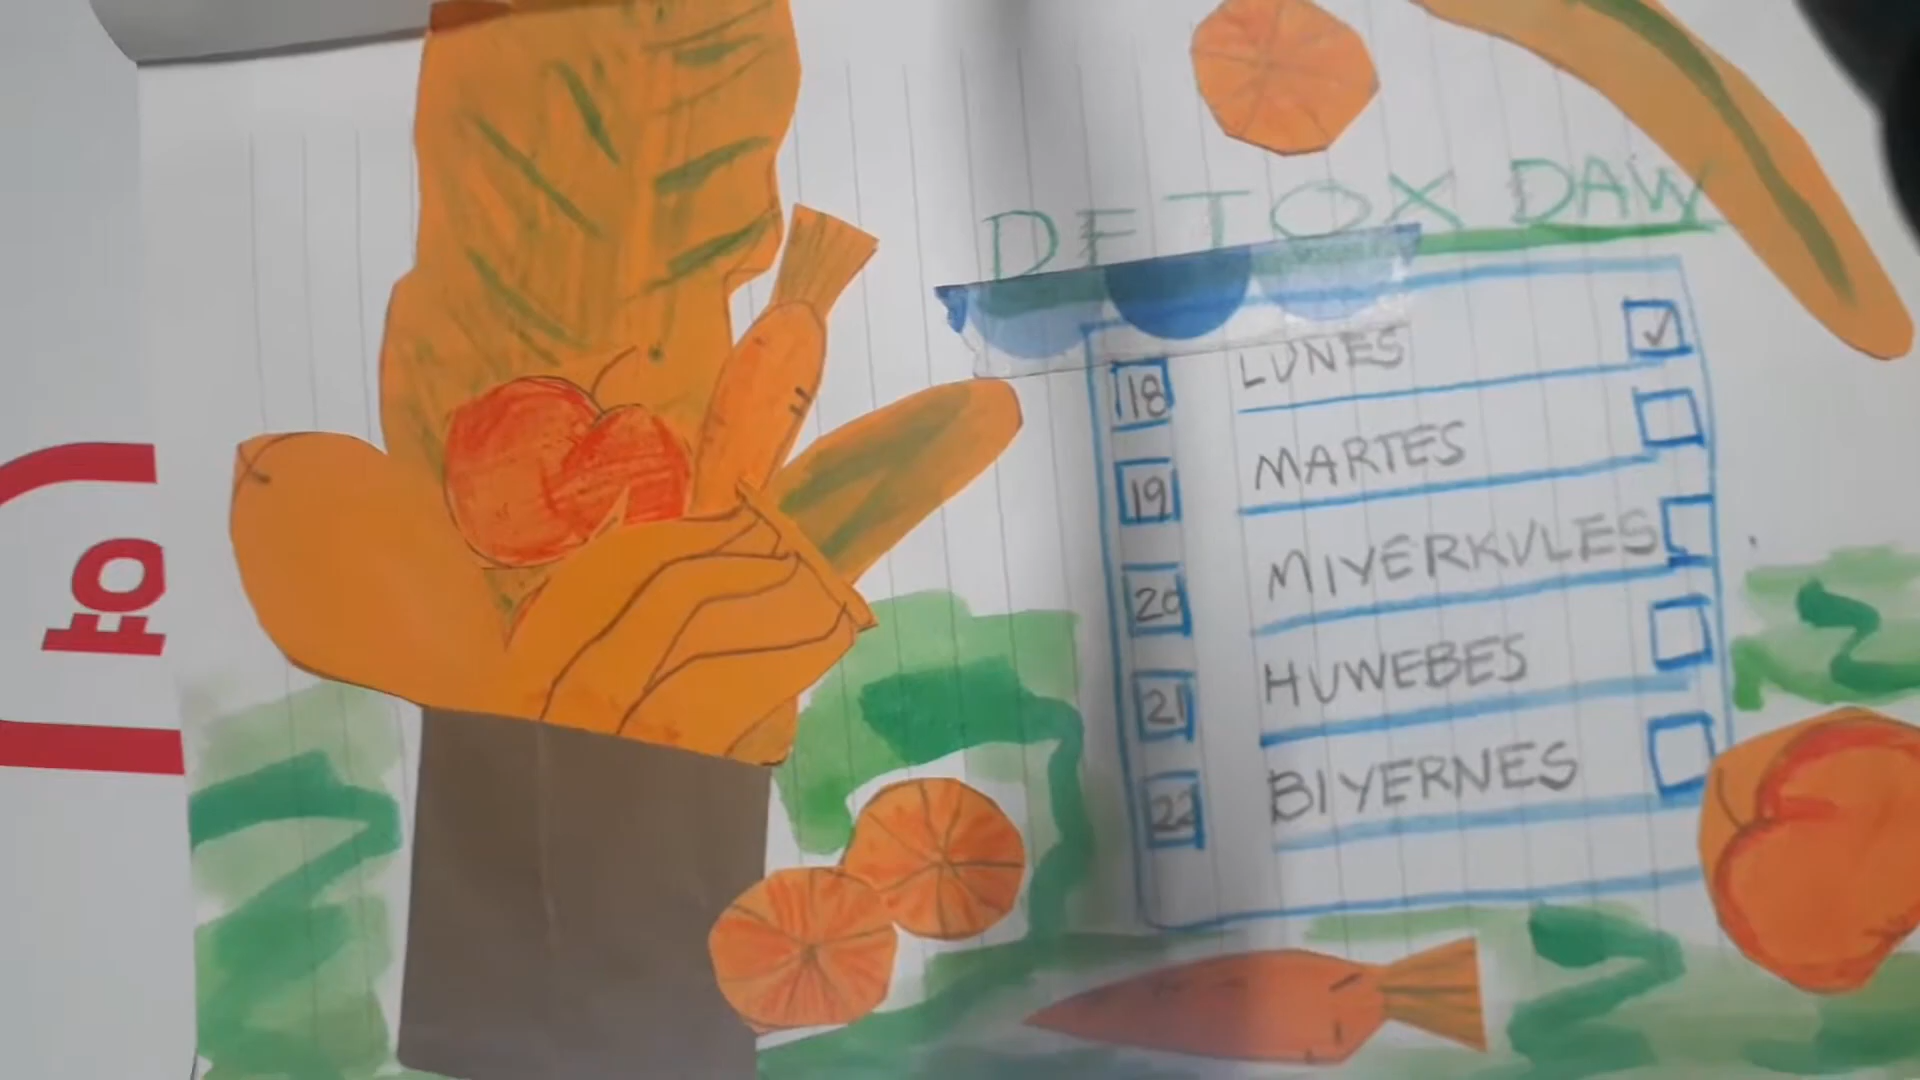 DETOX DAW
18 LUNES
19 MARTES
20 MIYERKULES
21 HUWEBES
22 BIYERNES